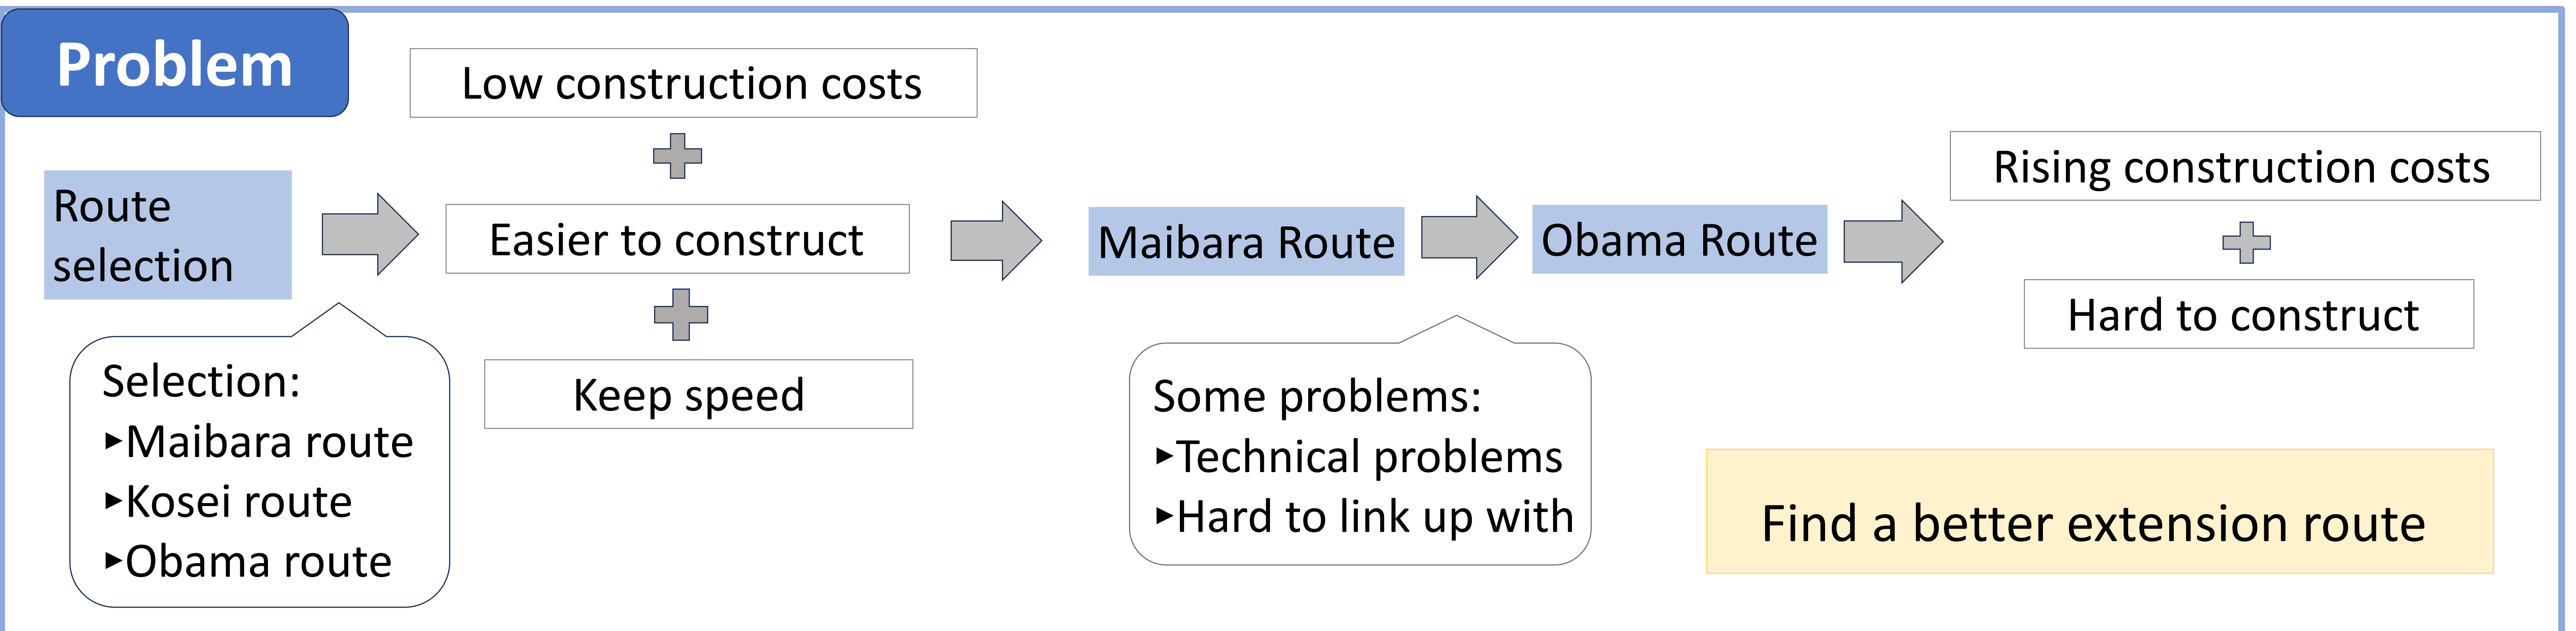 Problem
Route
selection
Selection:
▸Maibara route
▸Kosei route
▸Obama route
Low construction costs
Easier to construct
Keep speed
Maibara Route
Some problems:
▸Technical problems
▸Hard to link up with
Obama Route
Rising construction costs
Hard to construct
Find a better extension route